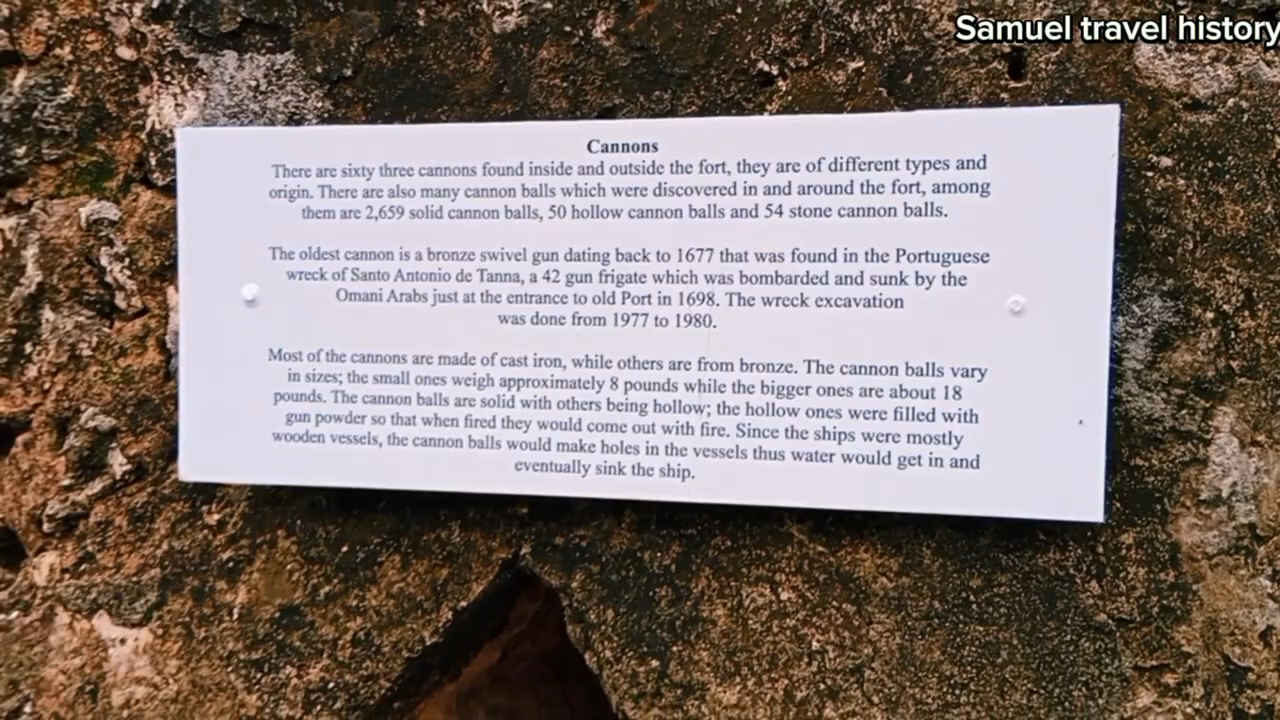 Samuel travel history
Cannons
There are sixty three cannons found inside and outside the fort, they are of different types and
origin. There are also many cannon balls which were discovered in and around the fort, among
them are 2,659 solid cannon balls, 50 hollow cannon balls and 54 stone cannon balls.
The oldest cannon is a bronze swivel gun dating back to 1677 that was found in the Portuguese
wreck of Santo Antonio de Tanna, a 42 gun frigate which was bombarded and sunk by the
Omani Arabs just at the entrance to old Port in 1698. The wreck excavation
was done from 1977 to 1980.
Most of the cannons are made of cast iron, while others are from bronze. The cannon balls vary
in sizes; the small ones weigh approximately 8 pounds while the bigger ones are about 18
pounds. The cannon balls are solid with others being hollow; the hollow ones were filled with
gun powder so that when fired they would come out with fire. Since the ships were mostly
wooden vessels, the cannon balls would make holes in the vessels thus water would get in and
eventually sink the ship.